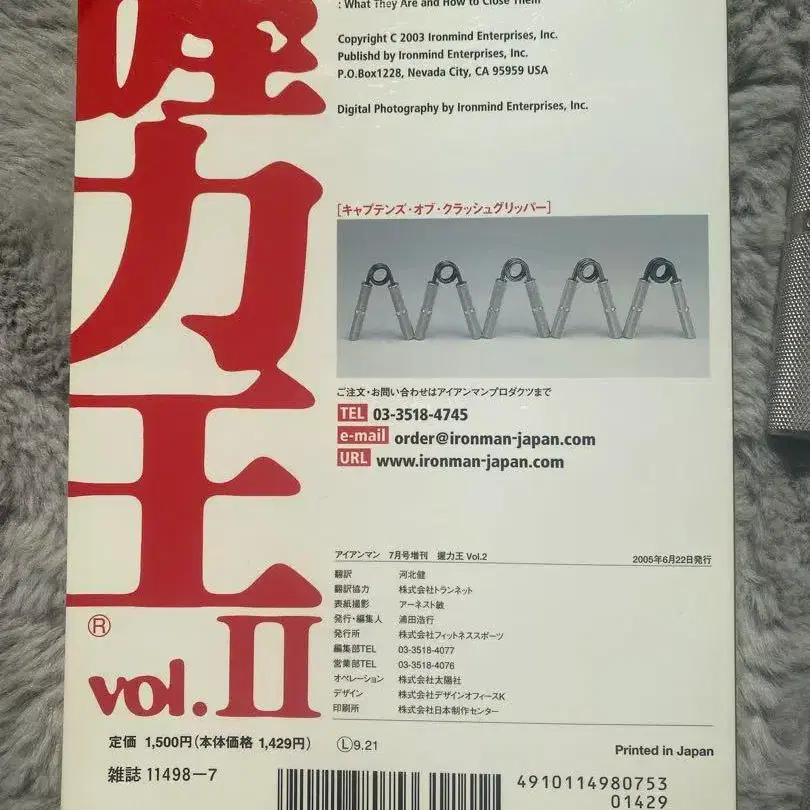 握力王
® vol.II
: What They Are and How to Close Them
Copyright C 2003 Ironmind Enterprises, Inc.
Publishd by Ironmind Enterprises, Inc.
P.O.Box1228, Nevada City, CA 95959 USA
Digital Photography by Ironmind Enterprises, Inc.
[キャプテンズ・オブ・クラッシュグリッパー]
ご注文・お問い合わせはアイアンマンプロダクツまで
TEL 03-3518-4745
e-mail order@ironman-japan.com
URL www.ironman-japan.com
アイアンマン 7月号増刊 握力王 Vol.2 2005年6月22日発行
翻訳 河北健
翻訳協力 株式会社トランネット
表紙撮影 アーネスト敏
発行・編集人 浦田浩行
発行所 株式会社フィットネススポーツ
編集部TEL 03-3518-4077
営業部TEL 03-3518-4076
オペレーション 株式会社太陽社
デザイン 株式会社デザインオフィースK
印刷所 株式会社日本制作センター
定価 1,500円(本体価格 1,429円) Ⓛ9.21
Printed in Japan
雑誌 11498-7
4910114980753
01429